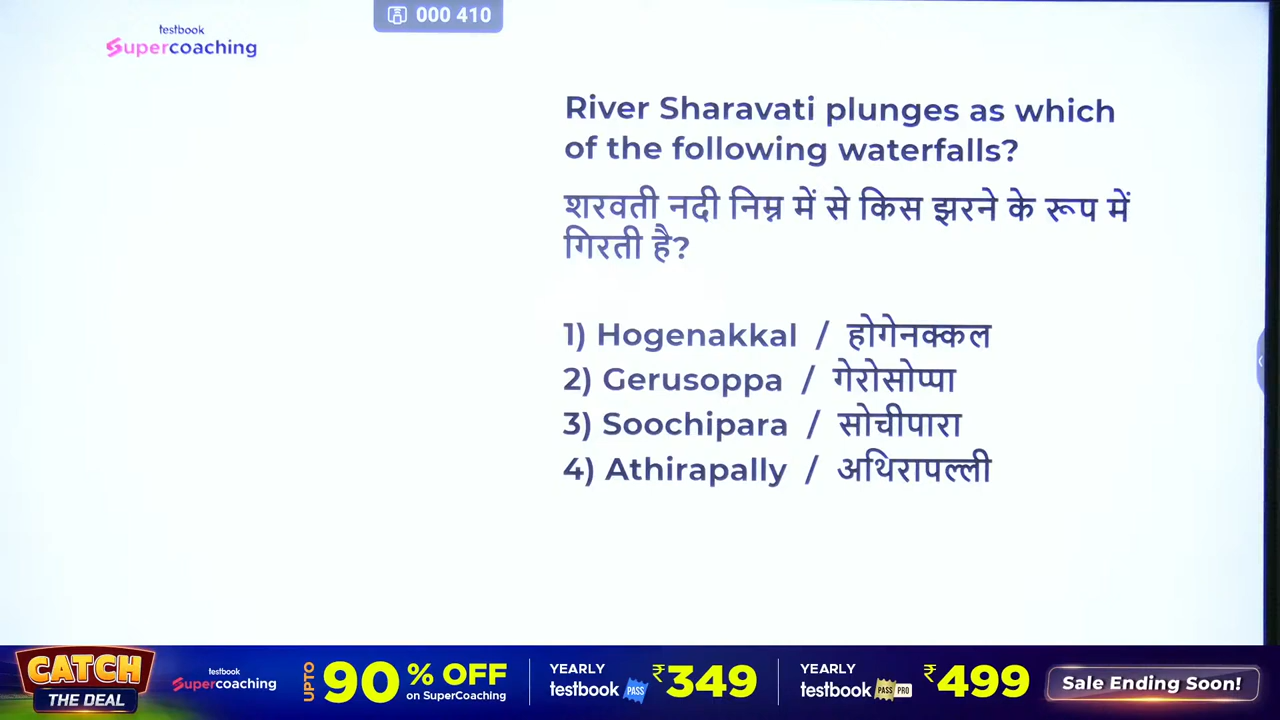 testbook
Supercoaching
000 410
River Sharavati plunges as which
of the following waterfalls?
शरवती नदी निम्न में से किस झरने के रूप में
गिरती है?
1) Hogenakkal / होगेनक्कल
2) Gerusoppa / गेरोसोप्पा
3) Soochipara / सोचीपारा
4) Athirapally / अथिरापल्ली
CATCH
THE DEAL
testbook
Supercoaching
UPTO 90 % OFF
on SuperCoaching
YEARLY
testbook PASS
₹349
YEARLY
testbook PASS PRO
₹499
Sale Ending Soon!